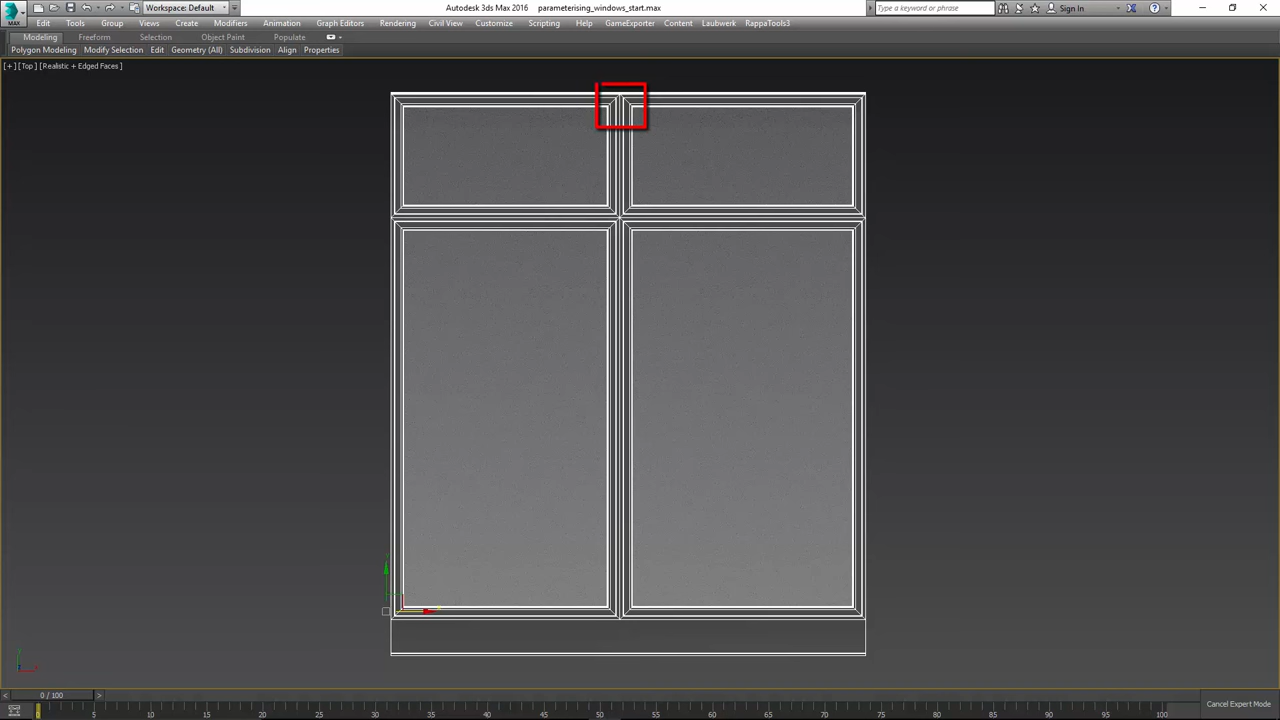 Autodesk 3ds Max 2016 parameterising_windows_start.max
MAX
Workspace: Default
Type a keyword or phrase
Sign In
Edit Tools Group Views Create Modifiers Animation Graph Editors Rendering Civil View Customize Scripting Help GameExporter Content Laubwerk RappaTools3
Modeling Freeform Selection Object Paint Populate
Polygon Modeling Modify Selection Edit Geometry (All) Subdivision Align Properties
[+] [Top] [Realistic + Edged Faces]
< 0 / 100 >
0 5 10 15 20 25 30 35 40 45 50 55 60 65 70 75 80 85 90 95 100
Cancel Expert Mode